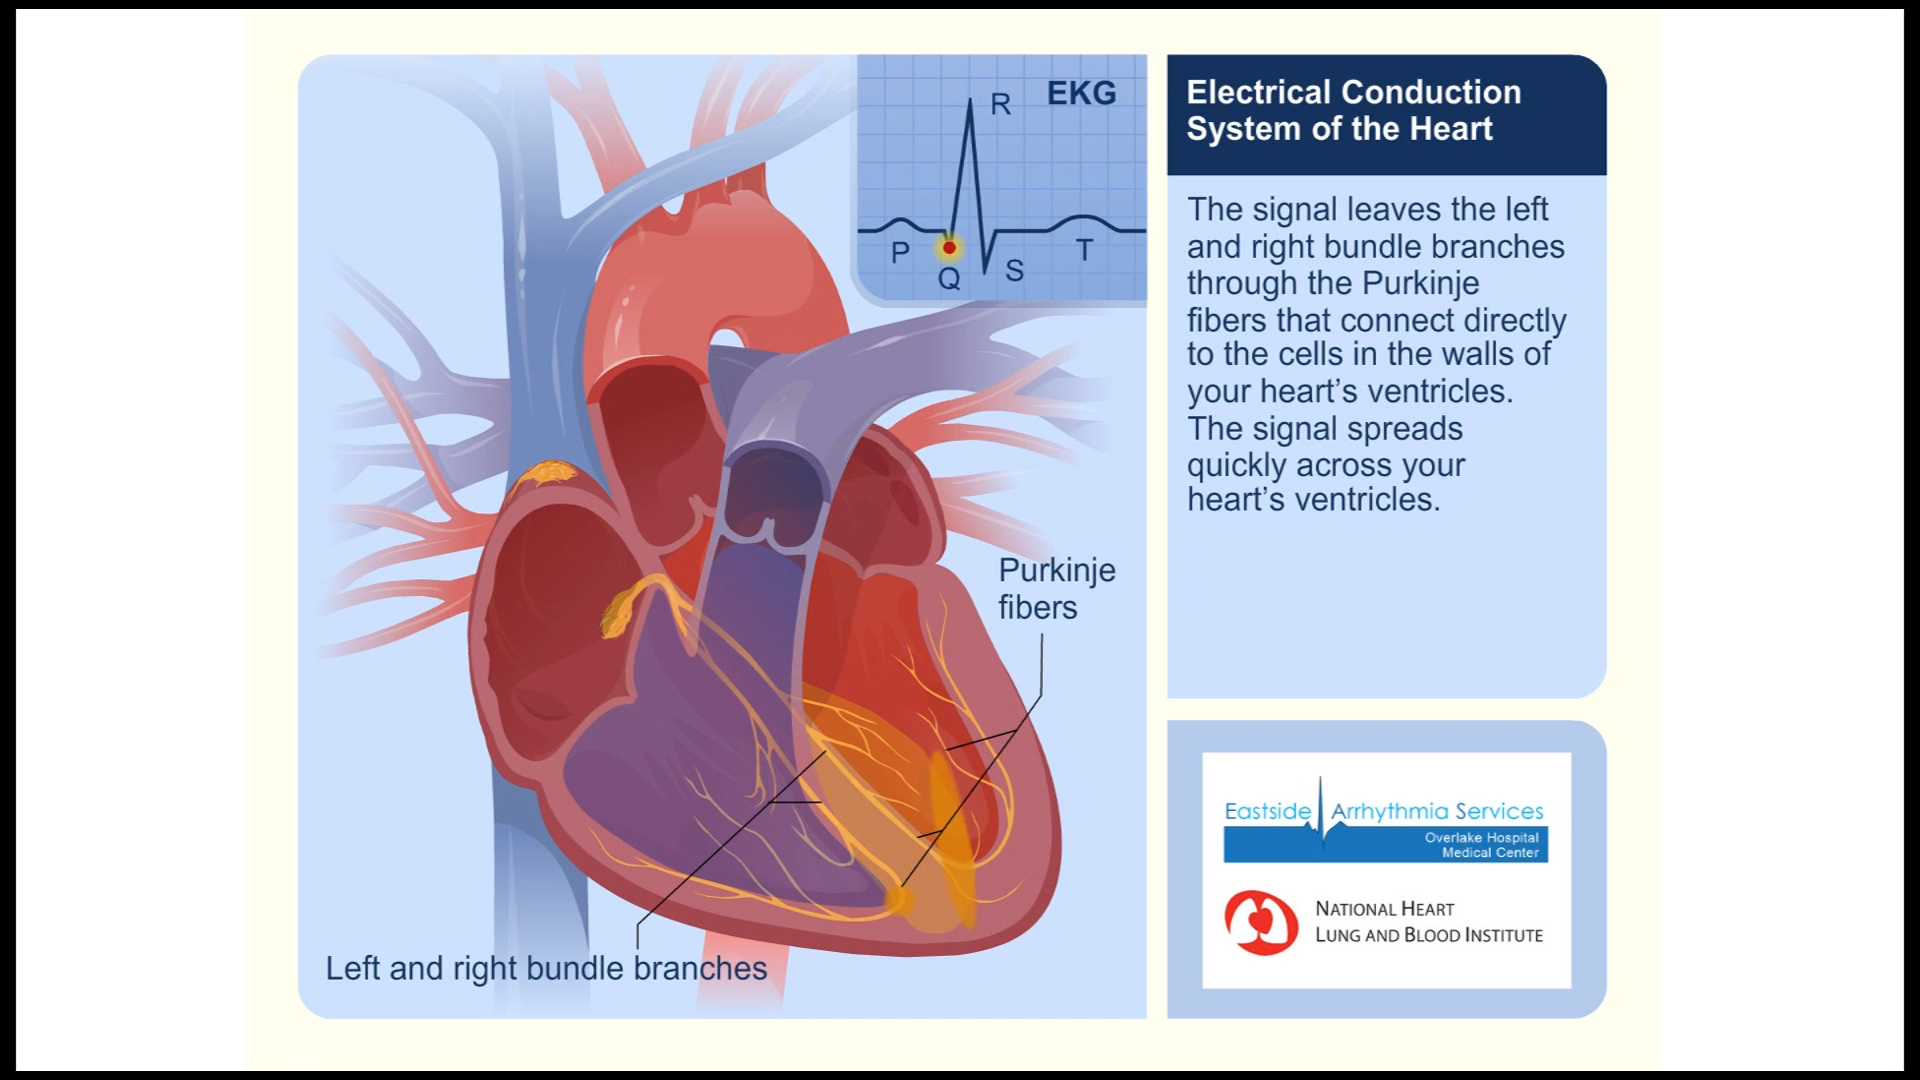 EKG
R
P
Q
S
T
Electrical Conduction
System of the Heart
The signal leaves the left
and right bundle branches
through the Purkinje
fibers that connect directly
to the cells in the walls of
your heart’s ventricles.
The signal spreads
quickly across your
heart’s ventricles.
Purkinje
fibers
Left and right bundle branches
Eastside Arrhythmia Services
Overlake Hospital
Medical Center
NATIONAL HEART
LUNG AND BLOOD INSTITUTE